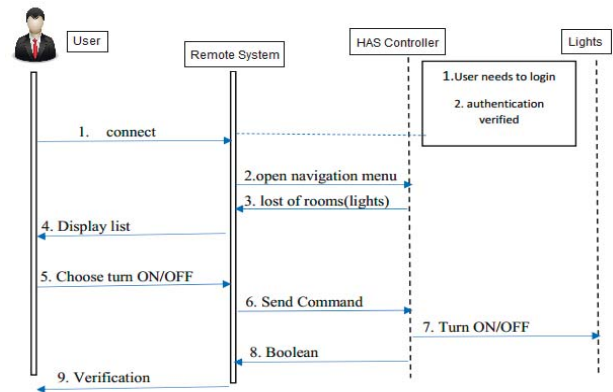 User
Remote System
HAS Controller
Lights
1.User needs to login
2. authentication
verified
1. connect
2.open navigation menu
3. lost of rooms(lights)
4. Display list
5. Choose turn ON/OFF
6. Send Command
7. Turn ON/OFF
8. Boolean
9. Verification